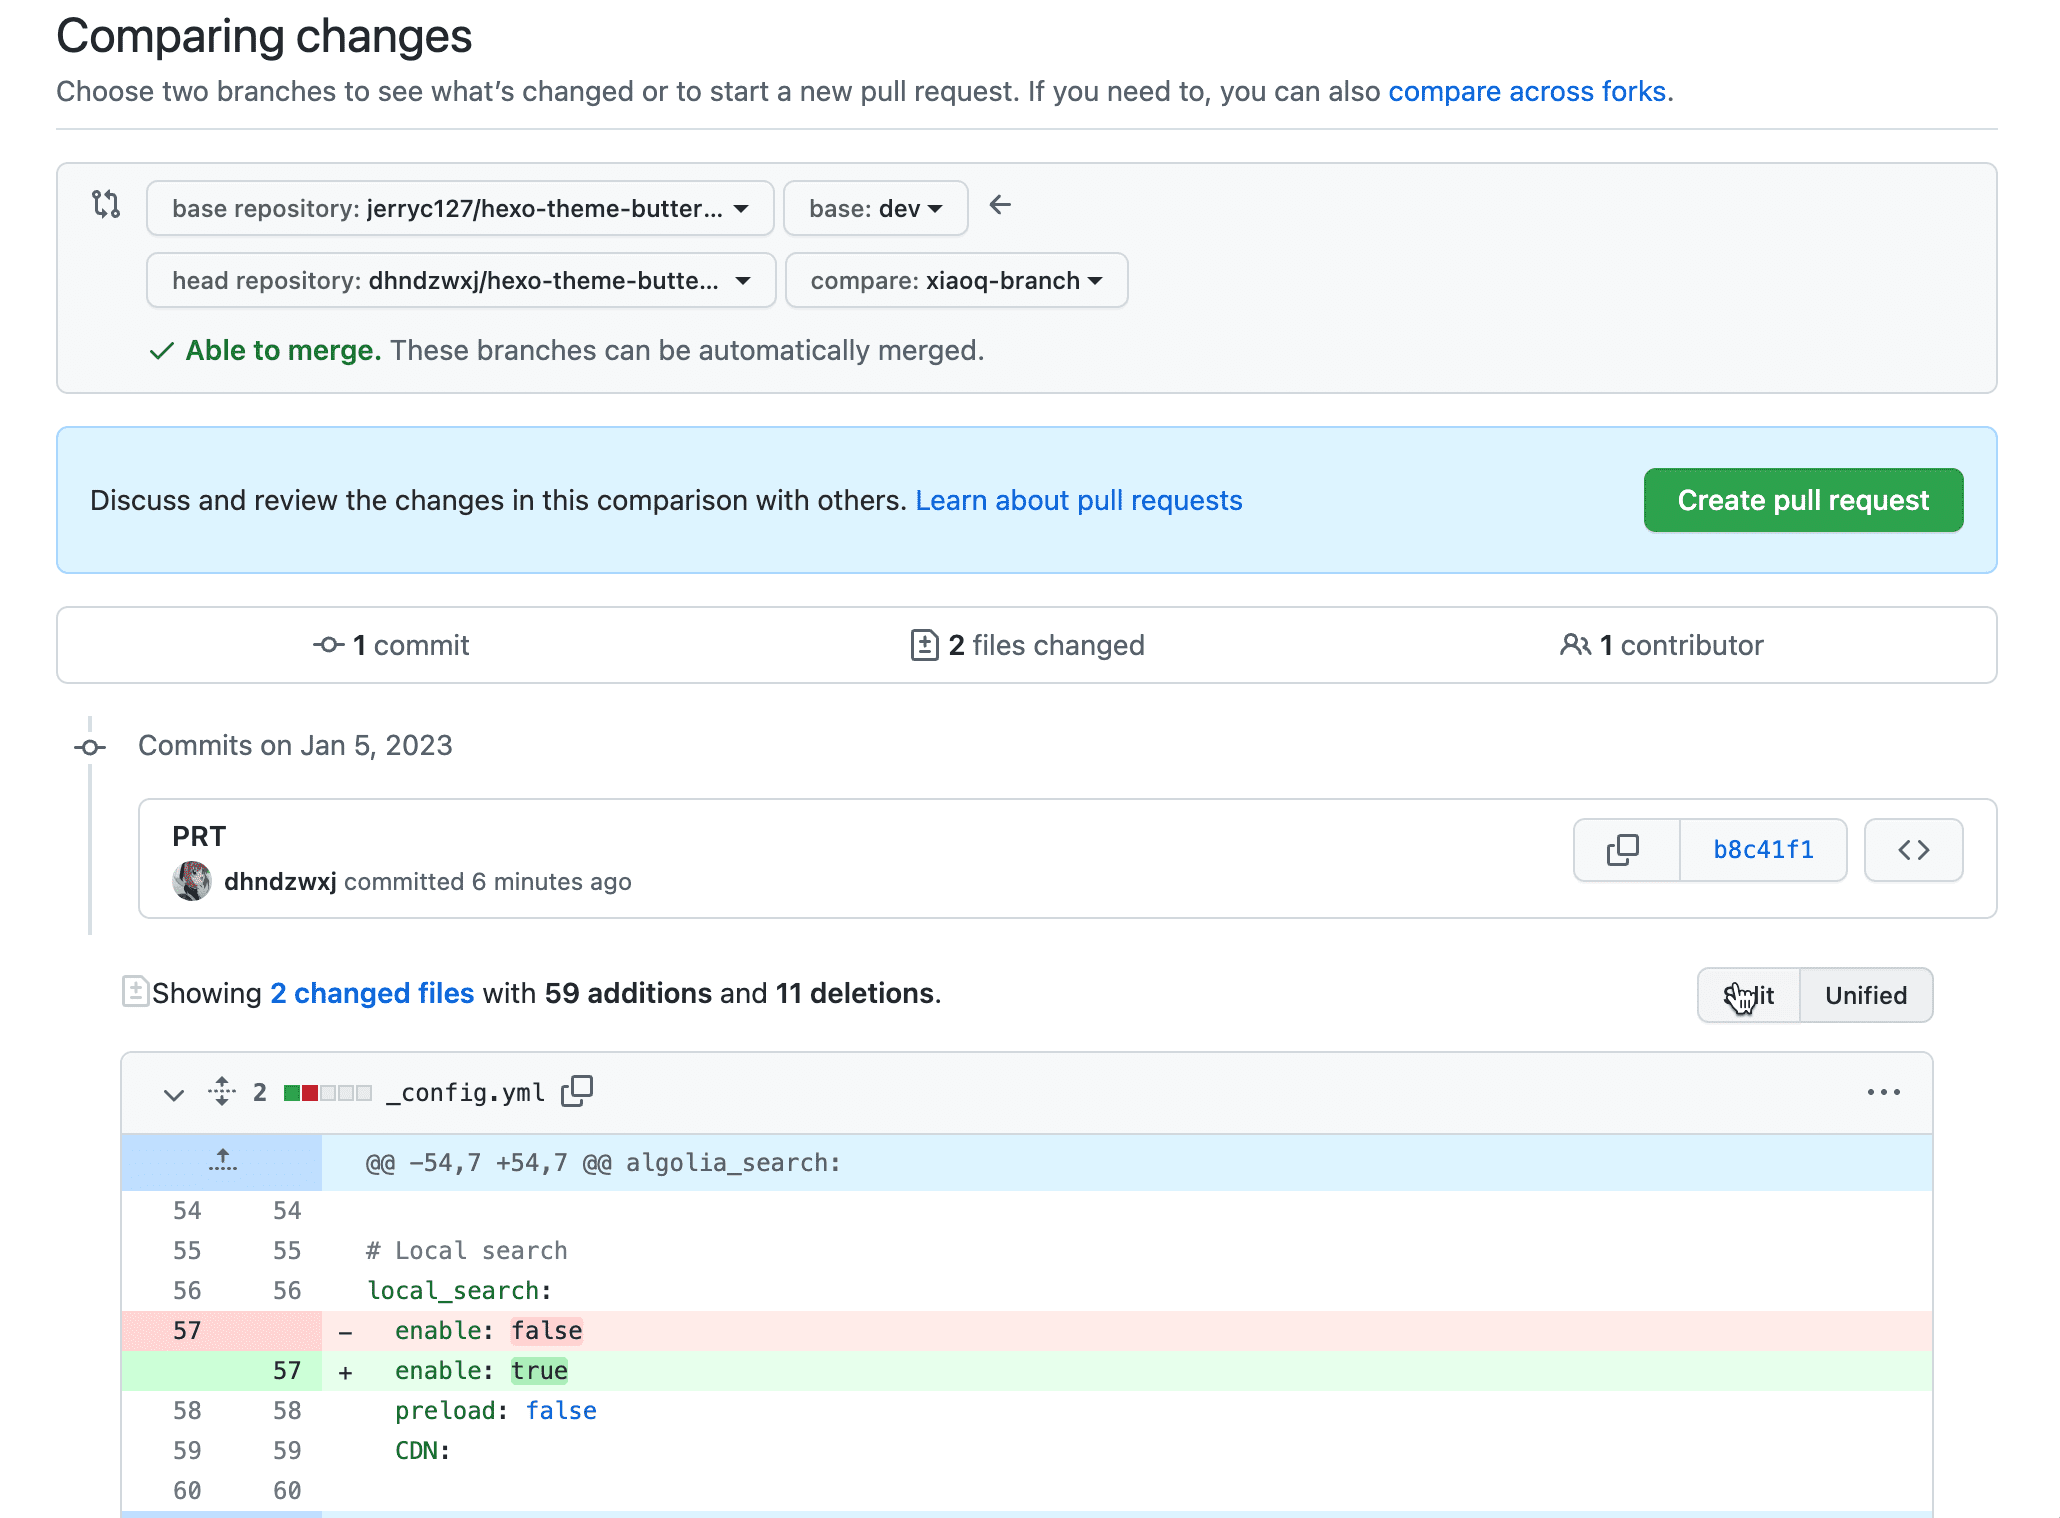 Comparing changes
Choose two branches to see what’s changed or to start a new pull request. If you need to, you can also compare across forks.
base repository: jerryc127/hexo-theme-butter... base: dev
head repository: dhndzwxj/hexo-theme-butte... compare: xiaoq-branch
Able to merge. These branches can be automatically merged.
Discuss and review the changes in this comparison with others. Learn about pull requests Create pull request
1 commit 2 files changed 1 contributor
Commits on Jan 5, 2023
PRT
dhndzwxj committed 6 minutes ago b8c41f1
Showing 2 changed files with 59 additions and 11 deletions. Unified
2 _config.yml
@@ -54,7 +54,7 @@ algolia_search:
54 54
55 55 # Local search
56 56 local_search:
57 - enable: false
57 + enable: true
58 58 preload: false
59 59 CDN:
60 60